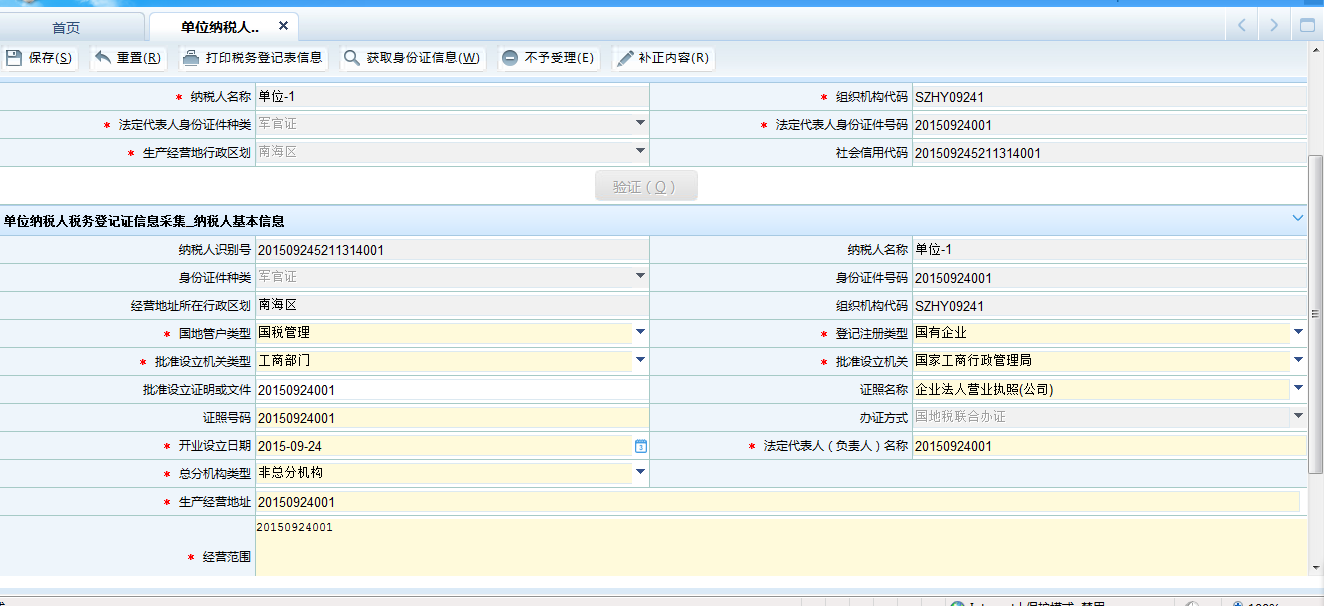 首页 单位纳税人..
保存(S) 重置(R) 打印税务登记表信息 获取身份证信息(W) 不予受理(E) 补正内容(R)
* 纳税人名称 单位-1 * 组织机构代码 SZHY09241
* 法定代表人身份证件种类 军官证 * 法定代表人身份证件号码 20150924001
* 生产经营地行政区划 南海区 社会信用代码 201509245211314001
验证(Q)
单位纳税人税务登记证信息采集_纳税人基本信息
纳税人识别号 201509245211314001 纳税人名称 单位-1
身份证件种类 军官证 身份证件号码 20150924001
经营地址所在行政区划 南海区 组织机构代码 SZHY09241
* 国地管户类型 国税管理 * 登记注册类型 国有企业
* 批准设立机关类型 工商部门 * 批准设立机关 国家工商行政管理局
批准设立证明或文件 20150924001 证照名称 企业法人营业执照(公司)
证照号码 20150924001 办证方式 国地税联合办证
* 开业设立日期 2015-09-24 * 法定代表人（负责人）名称 20150924001
* 总分机构类型 非总分机构
* 生产经营地址 20150924001
20150924001
* 经营范围